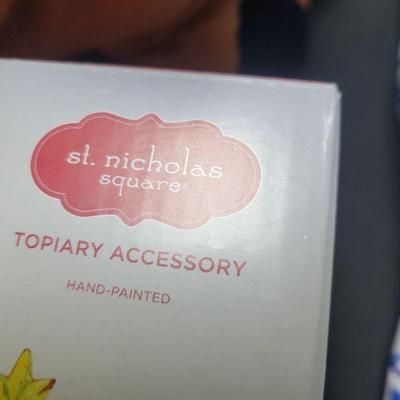 st. nicholas
square®
TOPIARY ACCESSORY
HAND-PAINTED